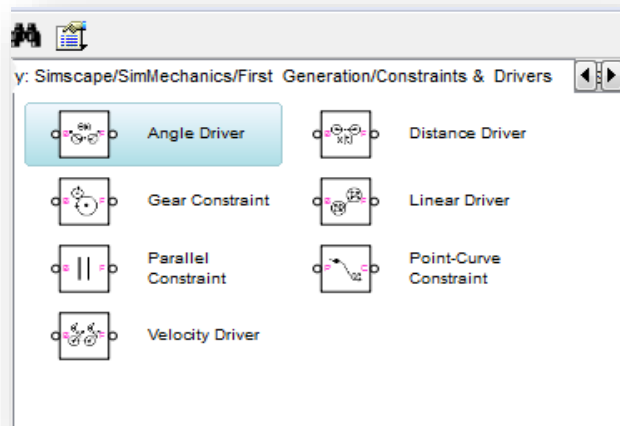 y: Simscape/SimMechanics/First Generation/Constraints & Drivers
Angle Driver
Distance Driver
Gear Constraint
Linear Driver
Parallel
Constraint
Point-Curve
Constraint
Velocity Driver